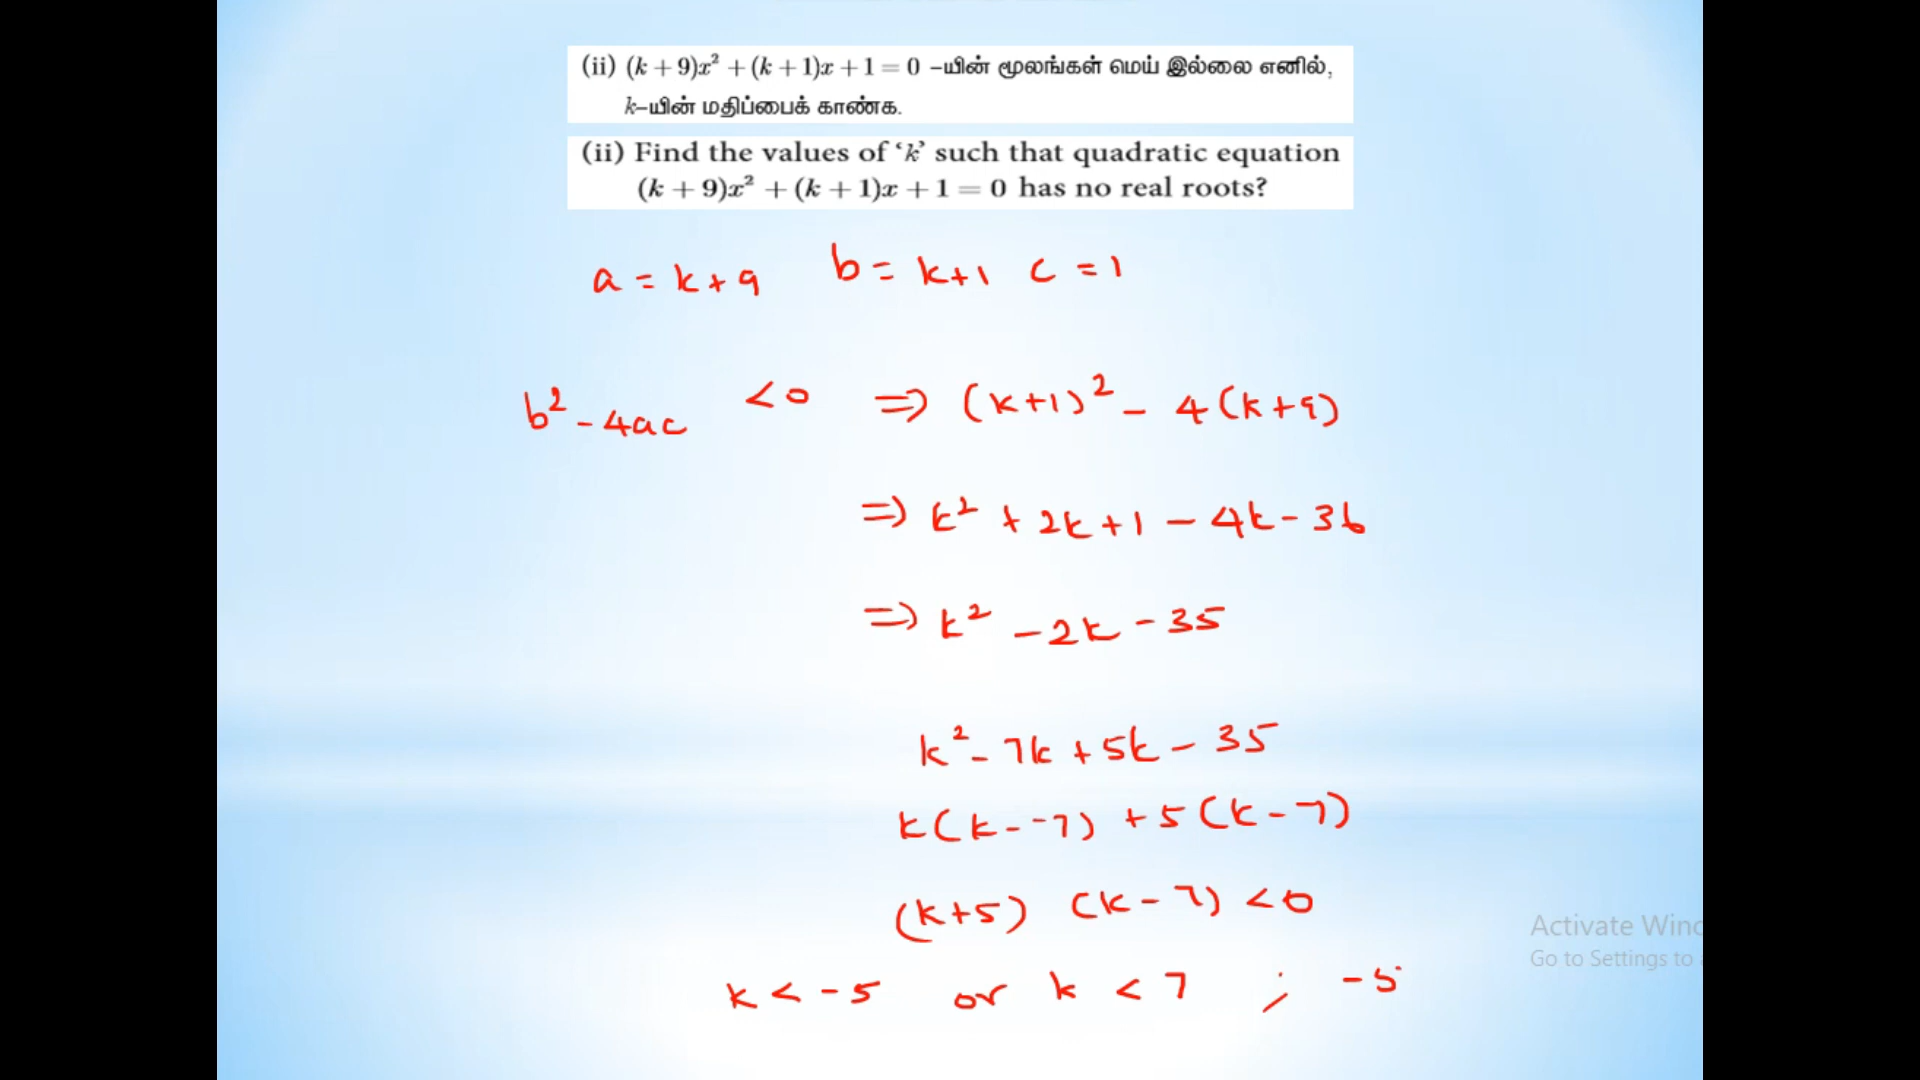 (ii) (k + 9)x² + (k + 1)x + 1 = 0 –யின் மூலங்கள் மெய் இல்லை எனில்,
k–யின் மதிப்பைக் காண்க.
(ii) Find the values of ‘k’ such that quadratic equation
(k + 9)x² + (k + 1)x + 1 = 0 has no real roots?
a = k + 9 b = k+1 c = 1
b² - 4ac < 0 ⇒ (k+1)² - 4(k+9)
⇒ k² + 2k + 1 - 4k - 36
⇒ k² - 2k - 35
k² - 7k + 5k - 35
k(k - - 7) + 5(k - 7)
(k+5) (k - 7) < 0
Activate Wind
Go to Settings to
k < - 5 or k < 7 ; - 5